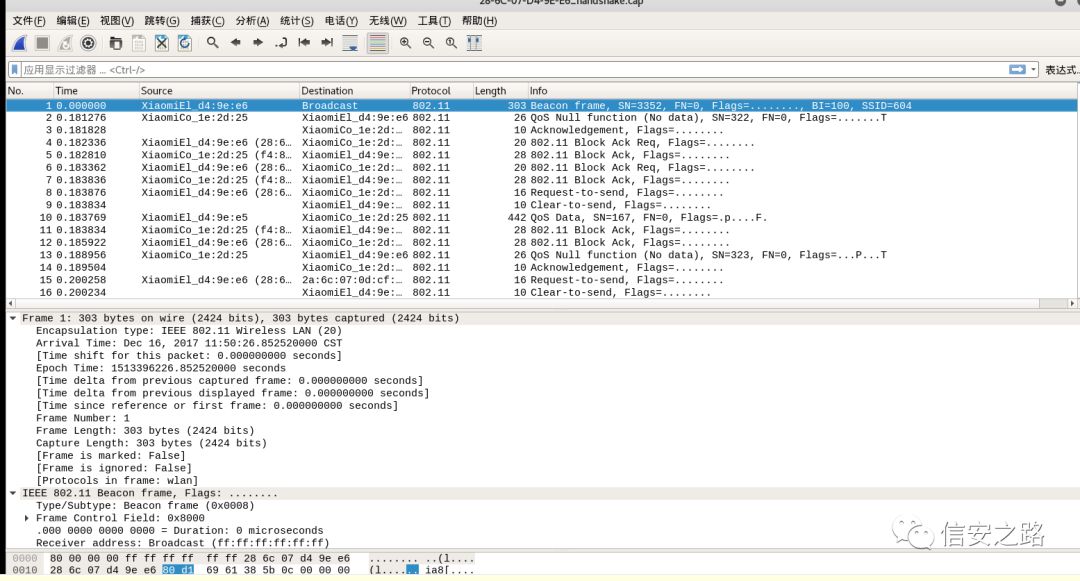 28-6C-07-D4-9E-E6_handshake.cap
文件(F) 编辑(E) 视图(V) 跳转(G) 捕获(C) 分析(A) 统计(S) 电话(Y) 无线(W) 工具(T) 帮助(H)
应用显示过滤器 … <Ctrl-/> 表达式…
No. Time Source Destination Protocol Length Info
1 0.000000 XiaomiEl_d4:9e:e6 Broadcast 802.11 303 Beacon frame, SN=3352, FN=0, Flags=........, BI=100, SSID=604
2 0.181276 XiaomiCo_1e:2d:25 XiaomiEl_d4:9e:e6 802.11 26 QoS Null function (No data), SN=322, FN=0, Flags=.......T
3 0.181828 XiaomiCo_1e:2d:… 802.11 10 Acknowledgement, Flags=........
4 0.182336 XiaomiEl_d4:9e:e6 (28:6… XiaomiCo_1e:2d:… 802.11 20 802.11 Block Ack Req, Flags=........
5 0.182810 XiaomiCo_1e:2d:25 (f4:8… XiaomiEl_d4:9e:… 802.11 28 802.11 Block Ack, Flags=........
6 0.183362 XiaomiEl_d4:9e:e6 (28:6… XiaomiCo_1e:2d:… 802.11 20 802.11 Block Ack Req, Flags=........
7 0.183836 XiaomiCo_1e:2d:25 (f4:8… XiaomiEl_d4:9e:… 802.11 28 802.11 Block Ack, Flags=........
8 0.183876 XiaomiEl_d4:9e:e6 (28:6… XiaomiCo_1e:2d:… 802.11 16 Request-to-send, Flags=........
9 0.183834 XiaomiEl_d4:9e:… 802.11 10 Clear-to-send, Flags=........
10 0.183769 XiaomiEl_d4:9e:e5 XiaomiCo_1e:2d:25 802.11 442 QoS Data, SN=167, FN=0, Flags=.p....F.
11 0.183834 XiaomiCo_1e:2d:25 (f4:8… XiaomiEl_d4:9e:… 802.11 28 802.11 Block Ack, Flags=........
12 0.185922 XiaomiEl_d4:9e:e6 (28:6… XiaomiCo_1e:2d:… 802.11 28 802.11 Block Ack, Flags=........
13 0.188956 XiaomiCo_1e:2d:25 XiaomiEl_d4:9e:e6 802.11 26 QoS Null function (No data), SN=323, FN=0, Flags=...P...T
14 0.189504 XiaomiCo_1e:2d:… 802.11 10 Acknowledgement, Flags=........
15 0.200258 XiaomiEl_d4:9e:e6 (28:6… 2a:6c:07:0d:cf:… 802.11 16 Request-to-send, Flags=........
16 0.200234 XiaomiEl_d4:9e:… 802.11 10 Clear-to-send, Flags=........
Frame 1: 303 bytes on wire (2424 bits), 303 bytes captured (2424 bits)
Encapsulation type: IEEE 802.11 Wireless LAN (20)
Arrival Time: Dec 16, 2017 11:50:26.852520000 CST
[Time shift for this packet: 0.000000000 seconds]
Epoch Time: 1513396226.852520000 seconds
[Time delta from previous captured frame: 0.000000000 seconds]
[Time delta from previous displayed frame: 0.000000000 seconds]
[Time since reference or first frame: 0.000000000 seconds]
Frame Number: 1
Frame Length: 303 bytes (2424 bits)
Capture Length: 303 bytes (2424 bits)
[Frame is marked: False]
[Frame is ignored: False]
[Protocols in frame: wlan]
IEEE 802.11 Beacon frame, Flags: ........
Type/Subtype: Beacon frame (0x0008)
Frame Control Field: 0x8000
.000 0000 0000 0000 = Duration: 0 microseconds
Receiver address: Broadcast (ff:ff:ff:ff:ff:ff)
信安之路
0000 80 00 00 00 ff ff ff ff ff ff 28 6c 07 d4 9e e6 ........ ..(l....
0010 28 6c 07 d4 9e e6 80 d1 69 61 38 5b 0c 00 00 00 (l...... ia8[....